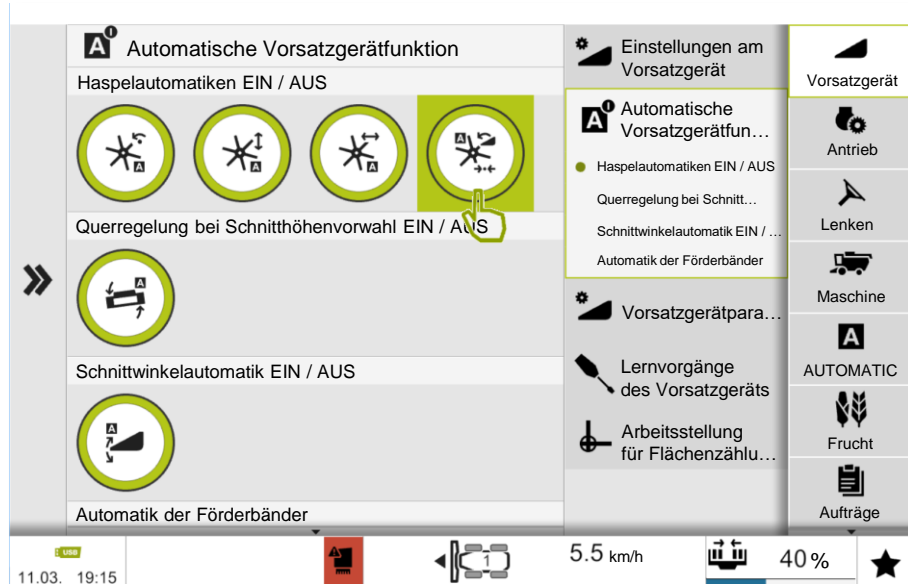 Automatische Vorsatzgerätfunktion
Haspelautomatiken EIN / AUS
Querregelung bei Schnitthöhenvorwahl EIN / AUS
Schnittwinkelautomatik EIN / AUS
Automatik der Förderbänder
Einstellungen am
Vorsatzgerät
Automatische
Vorsatzgerätfun…
Haspelautomatiken EIN / AUS
Querregelung bei Schnitt…
Schnittwinkelautomatik EIN / …
Automatik der Förderbänder
Vorsatzgerätpara…
Lernvorgänge
des Vorsatzgeräts
Arbeitsstellung
für Flächenzählu…
Vorsatzgerät
Antrieb
Lenken
Maschine
A
AUTOMATIC
Frucht
Aufträge
USB
11.03. 19:15
1
5.5 km/h
40 %